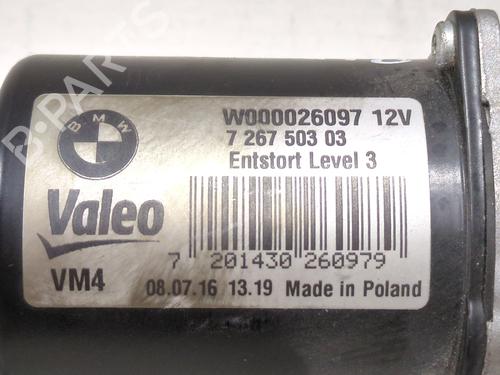 B-PARTS
BMW
W000026097 12V
7 267 503 03
Entstort Level 3
Valeo
7 201430 260979
VM4
08.07.16 13.19 Made in Poland